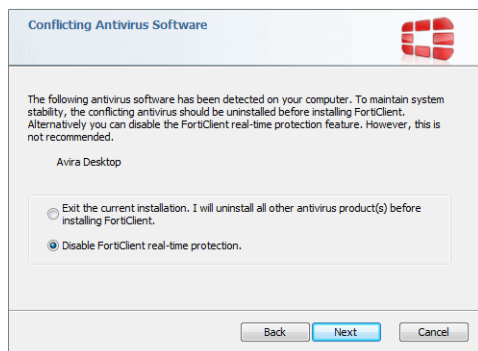 Conflicting Antivirus Software
The following antivirus software has been detected on your computer. To maintain system
stability, the conflicting antivirus should be uninstalled before installing FortiClient.
Alternatively you can disable the FortiClient real-time protection feature. However, this is
not recommended.
Avira Desktop
Exit the current installation. I will uninstall all other antivirus product(s) before
installing FortiClient.
Disable FortiClient real-time protection.
Back
Next
Cancel